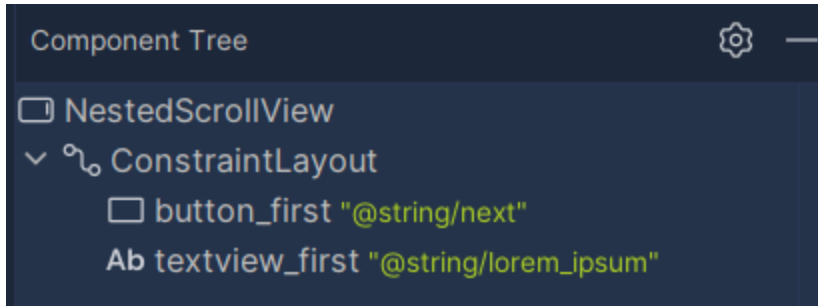 Component Tree
NestedScrollView
ConstraintLayout
button_first "@string/next"
Ab textview_first "@string/lorem_ipsum"